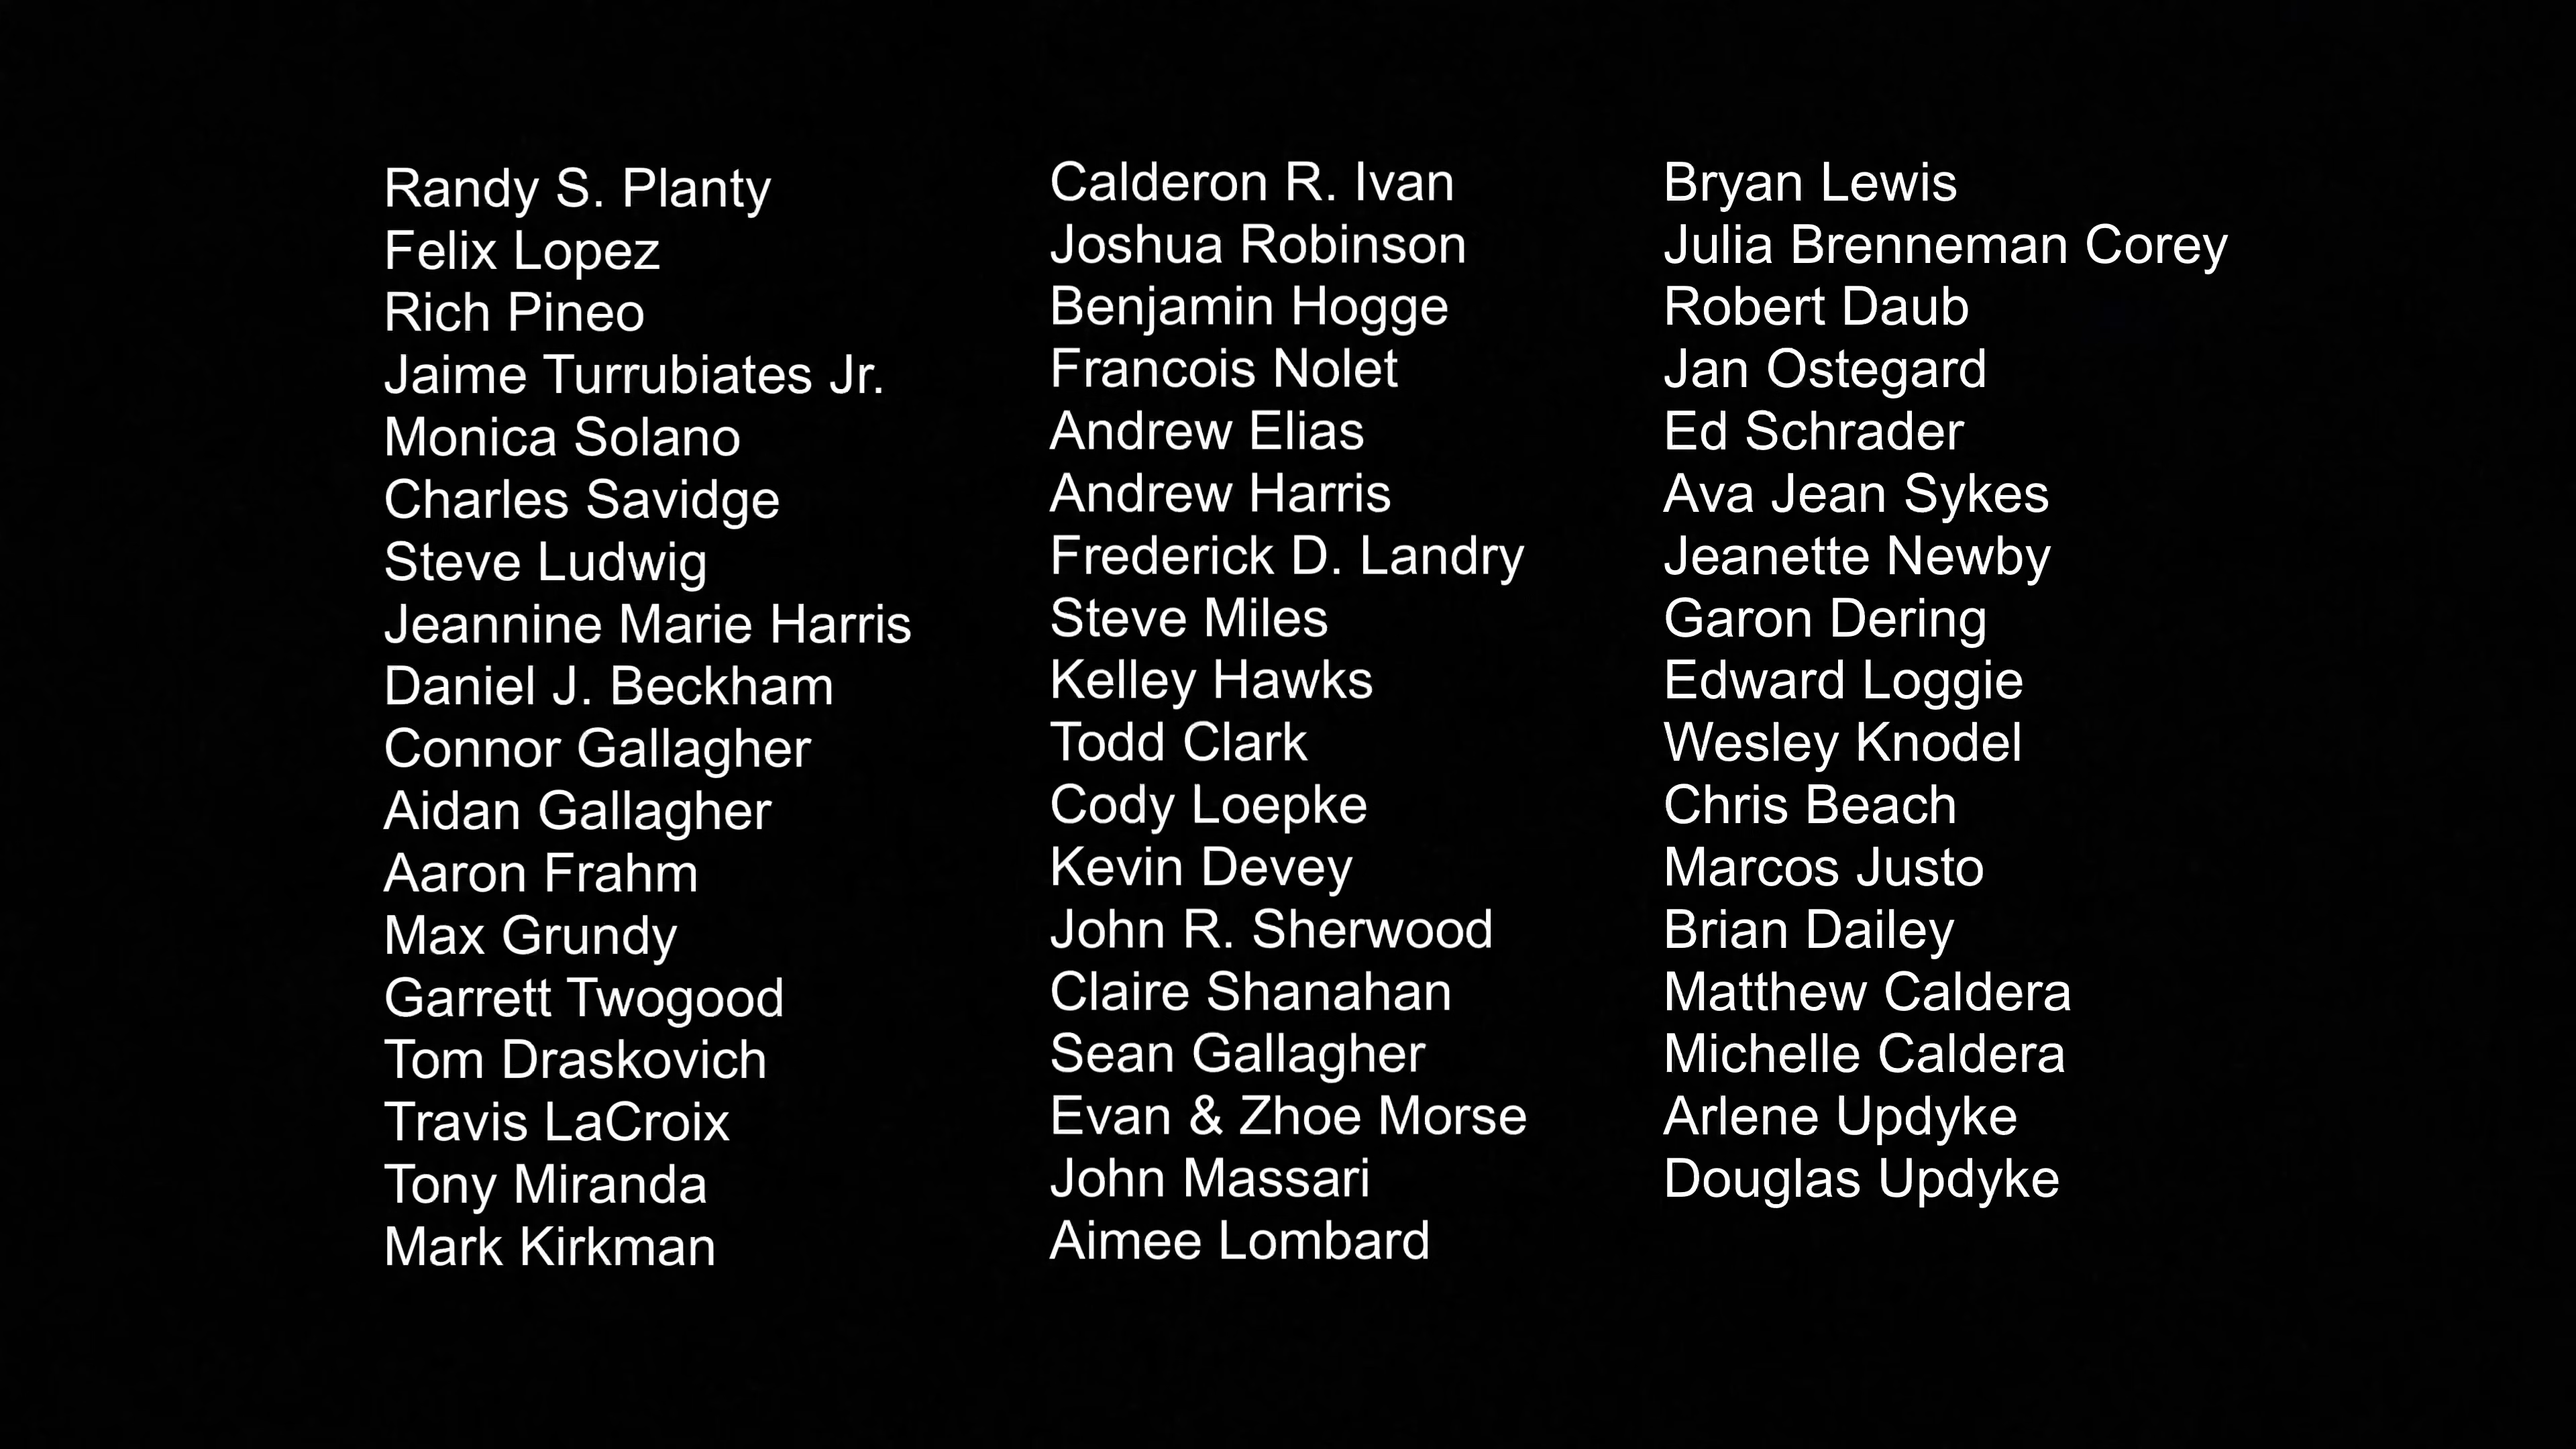 Randy S. Planty
Felix Lopez
Rich Pineo
Jaime Turrubiates Jr.
Monica Solano
Charles Savidge
Steve Ludwig
Jeannine Marie Harris
Daniel J. Beckham
Connor Gallagher
Aidan Gallagher
Aaron Frahm
Max Grundy
Garrett Twogood
Tom Draskovich
Travis LaCroix
Tony Miranda
Mark Kirkman
Calderon R. Ivan
Joshua Robinson
Benjamin Hogge
Francois Nolet
Andrew Elias
Andrew Harris
Frederick D. Landry
Steve Miles
Kelley Hawks
Todd Clark
Cody Loepke
Kevin Devey
John R. Sherwood
Claire Shanahan
Sean Gallagher
Evan & Zhoe Morse
John Massari
Aimee Lombard
Bryan Lewis
Julia Brenneman Corey
Robert Daub
Jan Ostegard
Ed Schrader
Ava Jean Sykes
Jeanette Newby
Garon Dering
Edward Loggie
Wesley Knodel
Chris Beach
Marcos Justo
Brian Dailey
Matthew Caldera
Michelle Caldera
Arlene Updyke
Douglas Updyke